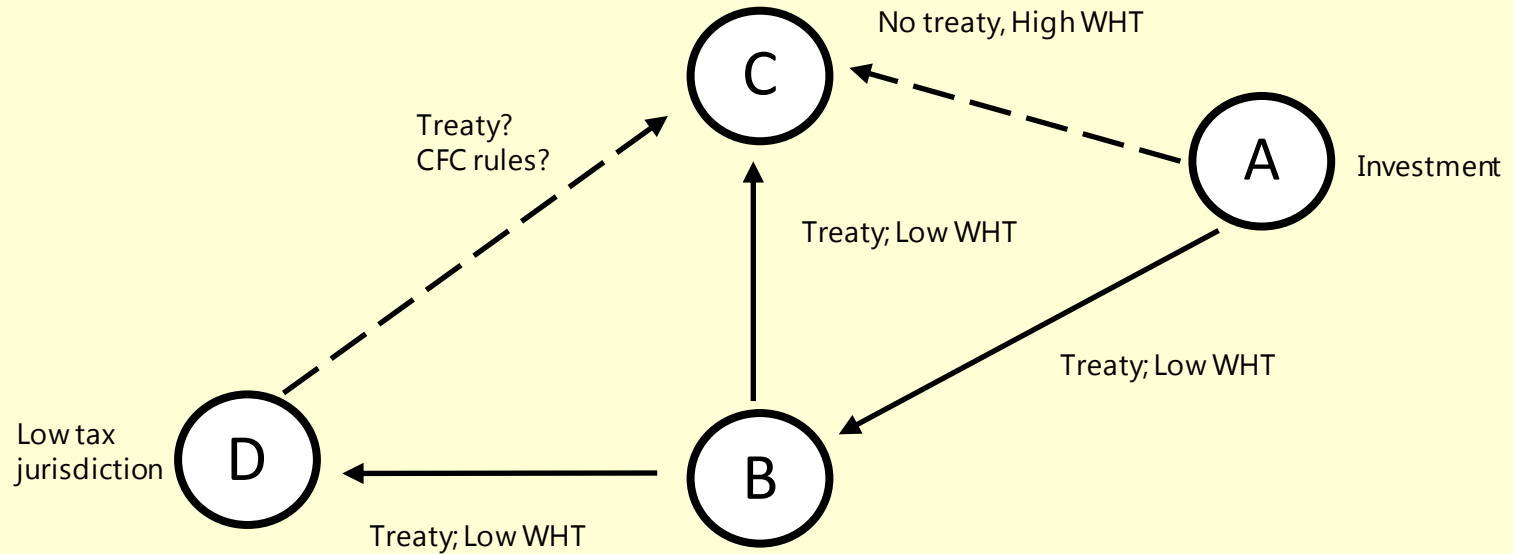 No treaty, High WHT
C
A
Investment
Treaty?
CFC rules?
Treaty; Low WHT
Treaty; Low WHT
Low tax
jurisdiction
D
B
Treaty; Low WHT